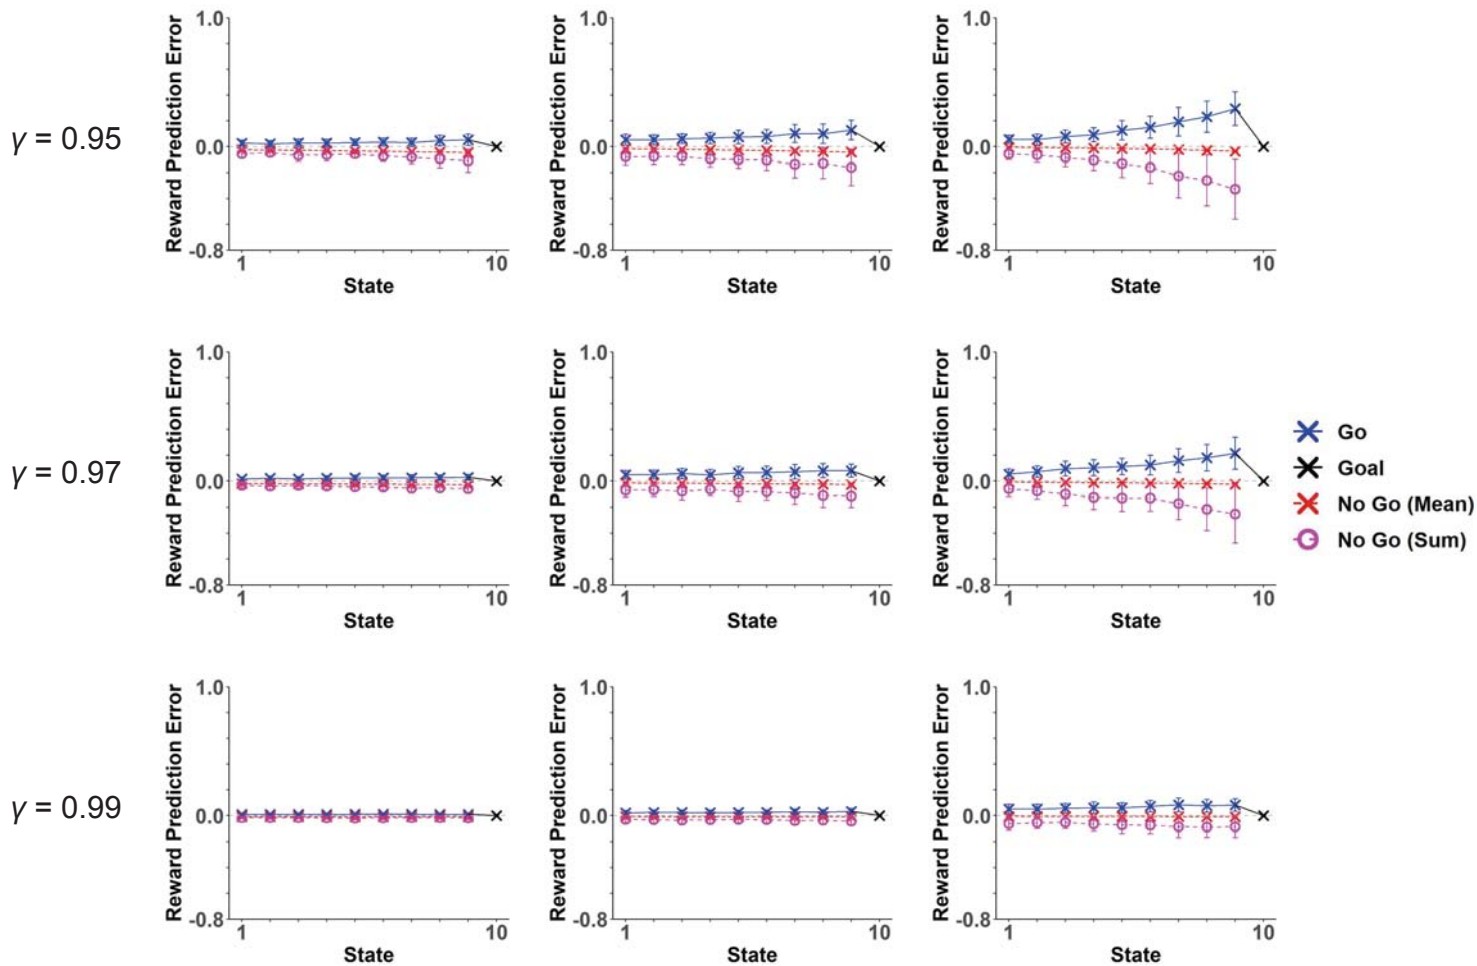 γ = 0.95
Reward Prediction Error
1.0
0.0
-0.8
1
10
State
Reward Prediction Error
1.0
0.0
-0.8
1
10
State
Reward Prediction Error
1.0
0.0
-0.8
1
10
State
γ = 0.97
Reward Prediction Error
1.0
0.0
-0.8
1
10
State
Reward Prediction Error
1.0
0.0
-0.8
1
10
State
Reward Prediction Error
1.0
0.0
-0.8
1
10
State
Go
Goal
No Go (Mean)
No Go (Sum)
γ = 0.99
Reward Prediction Error
1.0
0.0
-0.8
1
10
State
Reward Prediction Error
1.0
0.0
-0.8
1
10
State
Reward Prediction Error
1.0
0.0
-0.8
1
10
State